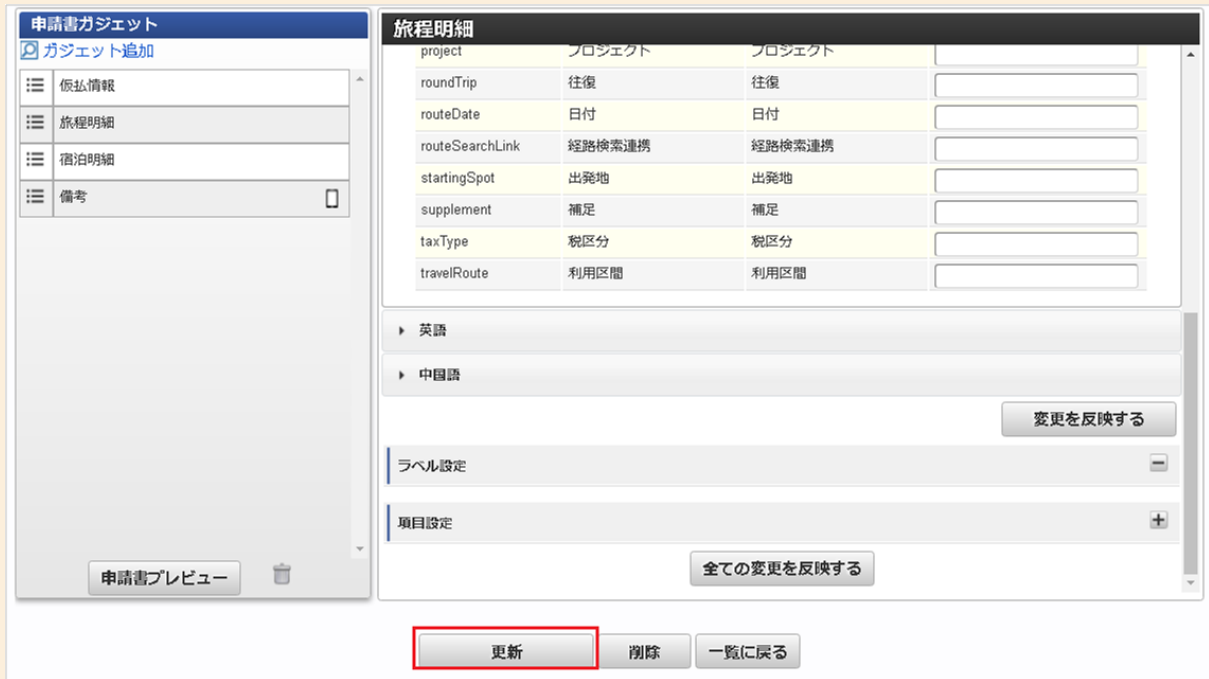 申請書ガジェット
ガジェット追加
仮払情報
旅程明細
宿泊明細
備考
申請書プレビュー
旅程明細
project プロジェクト プロジェクト
roundTrip 往復 往復
routeDate 日付 日付
routeSearchLink 経路検索連携 経路検索連携
startingSpot 出発地 出発地
supplement 補足 補足
taxType 税区分 税区分
travelRoute 利用区間 利用区間
英語
中国語
変更を反映する
ラベル設定
項目設定
全ての変更を反映する
更新 削除 一覧に戻る